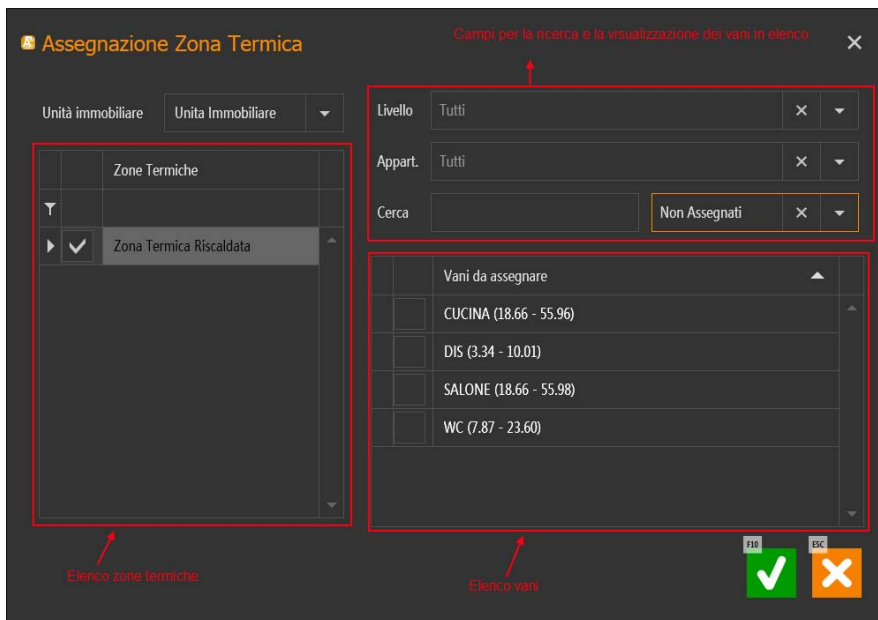 Assegnazione Zona Termica
Campi per la ricerca e la visualizzazione dei vani in elenco
Unità immobiliare
Unita Immobiliare
Zone Termiche
Zona Termica Riscaldata
Elenco zone termiche
Livello
Tutti
Appart.
Tutti
Cerca
Non Assegnati
Vani da assegnare
CUCINA (18.66 - 55.96)
DIS (3.34 - 10.01)
SALONE (18.66 - 55.98)
WC (7.87 - 23.60)
Elenco vani
F10
ESC